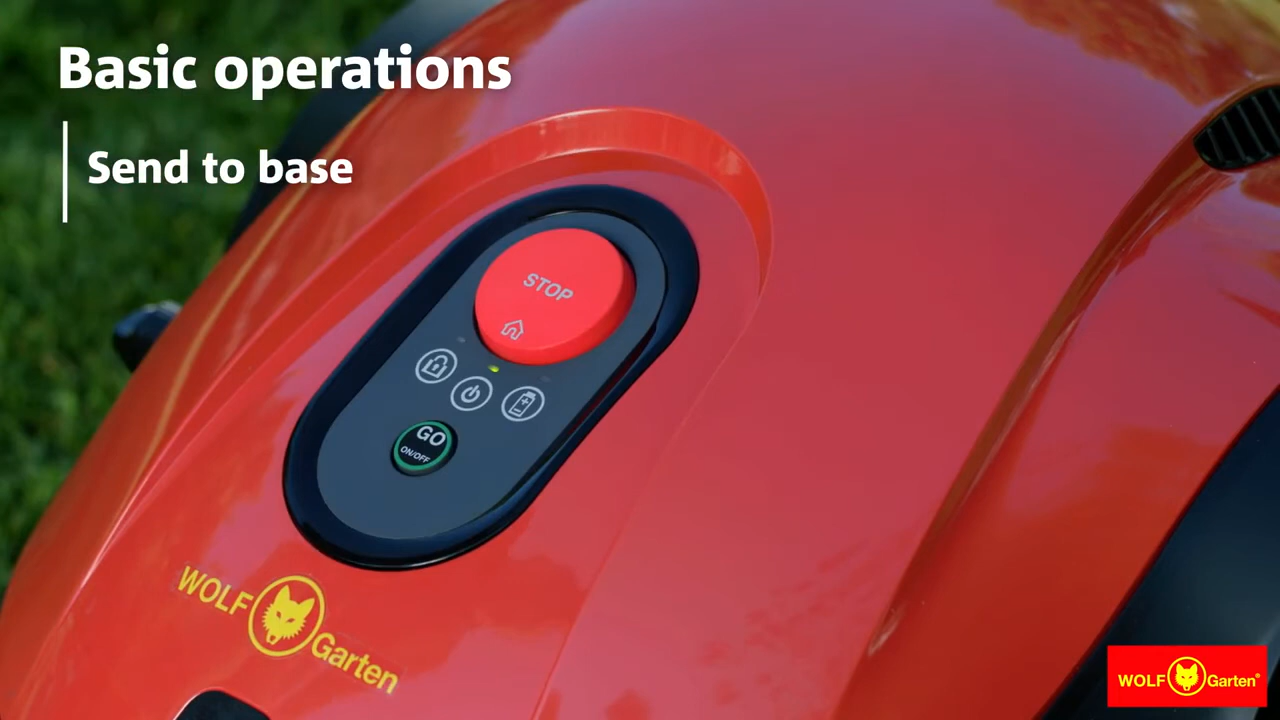 Basic operations
Send to base
STOP
GO
ON/OFF
WOLF Garten
WOLF Garten®